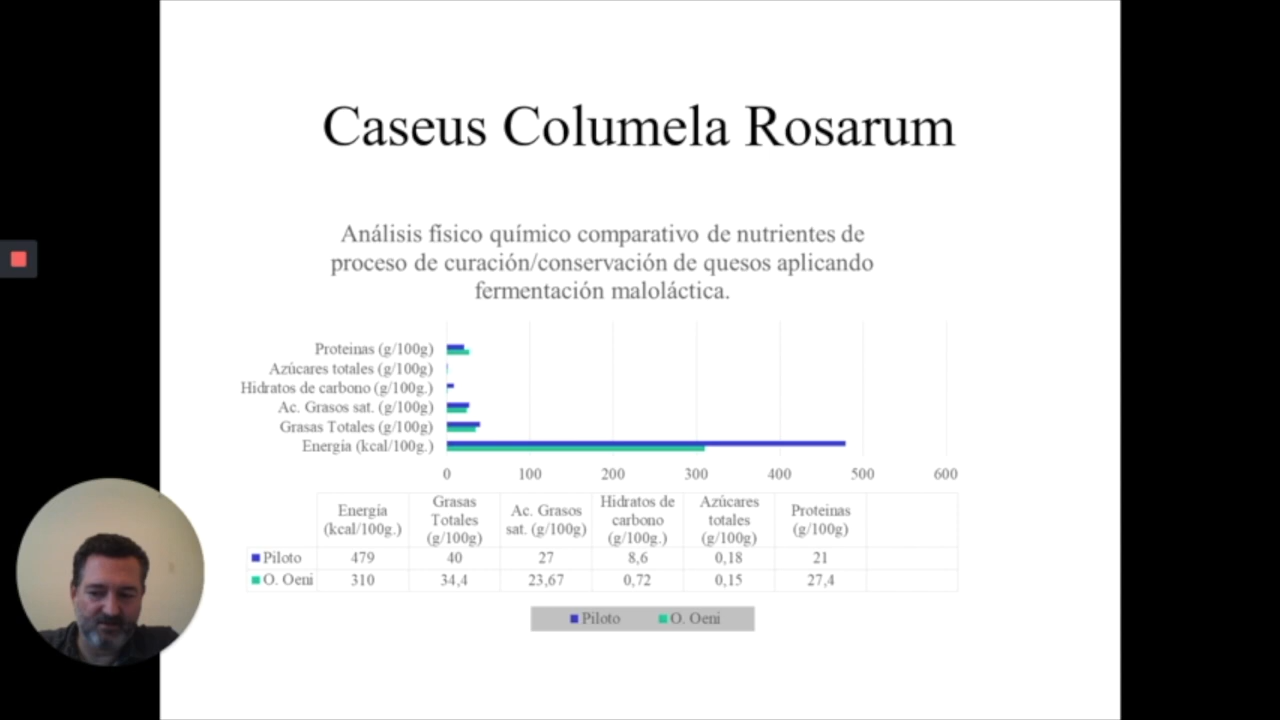 Caseus Columela Rosarum
Análisis físico químico comparativo de nutrientes de
proceso de curación/conservación de quesos aplicando
fermentación maloláctica.
Proteinas (g/100g)
Azúcares totales (g/100g)
Hidratos de carbono (g/100g.)
Ac. Grasos sat. (g/100g)
Grasas Totales (g/100g)
Energía (kcal/100g.)
0 100 200 300 400 500 600
Energía
(kcal/100g.)
Grasas
Totales
(g/100g)
Ac. Grasos
sat. (g/100g)
Hidratos de
carbono
(g/100g.)
Azúcares
totales
(g/100g)
Proteinas
(g/100g)
Piloto 479 40 27 8,6 0,18 21
O. Oeni 310 34,4 23,67 0,72 0,15 27,4
Piloto O. Oeni